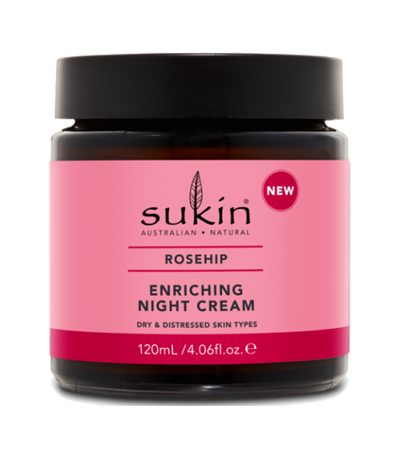 NEW
sukin
AUSTRALIAN • NATURAL
ROSEHIP
ENRICHING
NIGHT CREAM
DRY & DISTRESSED SKIN TYPES
120mL/4.06fl.oz.℮